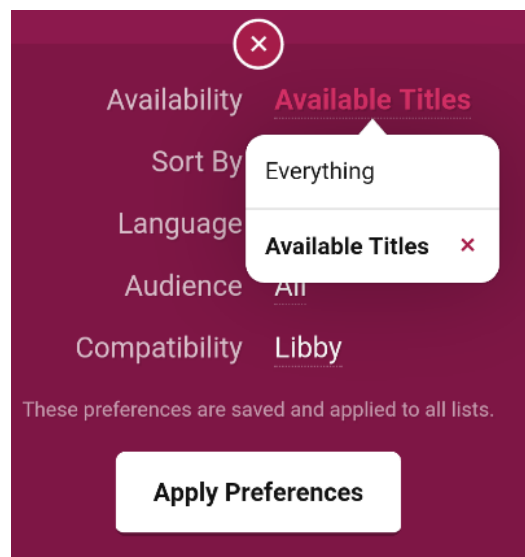 Availability Available Titles
Sort By
Everything
Language
Available Titles ×
Audience All
Compatibility Libby
These preferences are saved and applied to all lists.
Apply Preferences